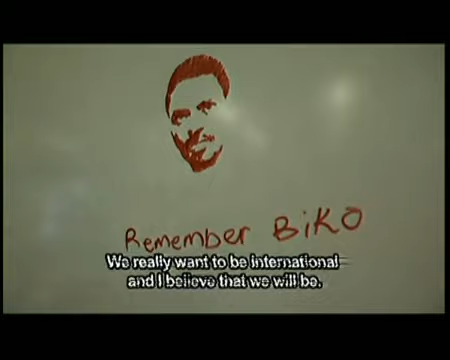 Remember BiKO
We really want to be international
and I believe that we will be.